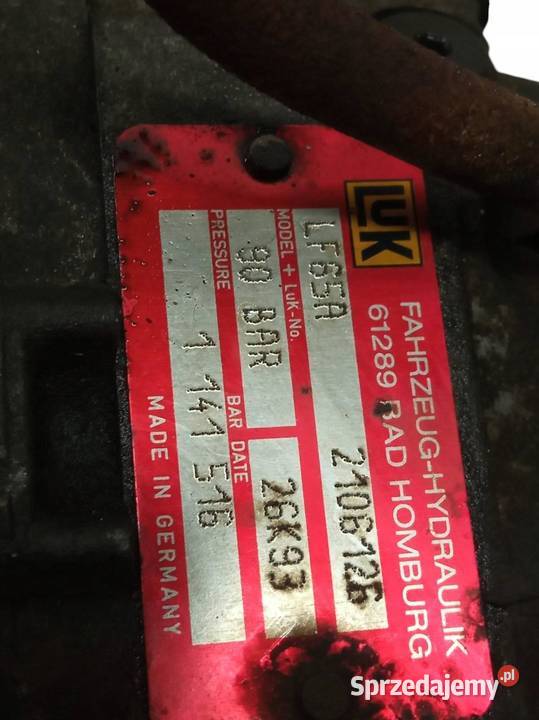 LUK
FAHRZEUG-HYDRAULIK
61289 BAD HOMBURG
LF65A 2106126
MODEL + LuK-No.
90 BAR 26K93
PRESSURE BAR DATE
1 141 516
MADE IN GERMANY
Sprzedajemy.pl